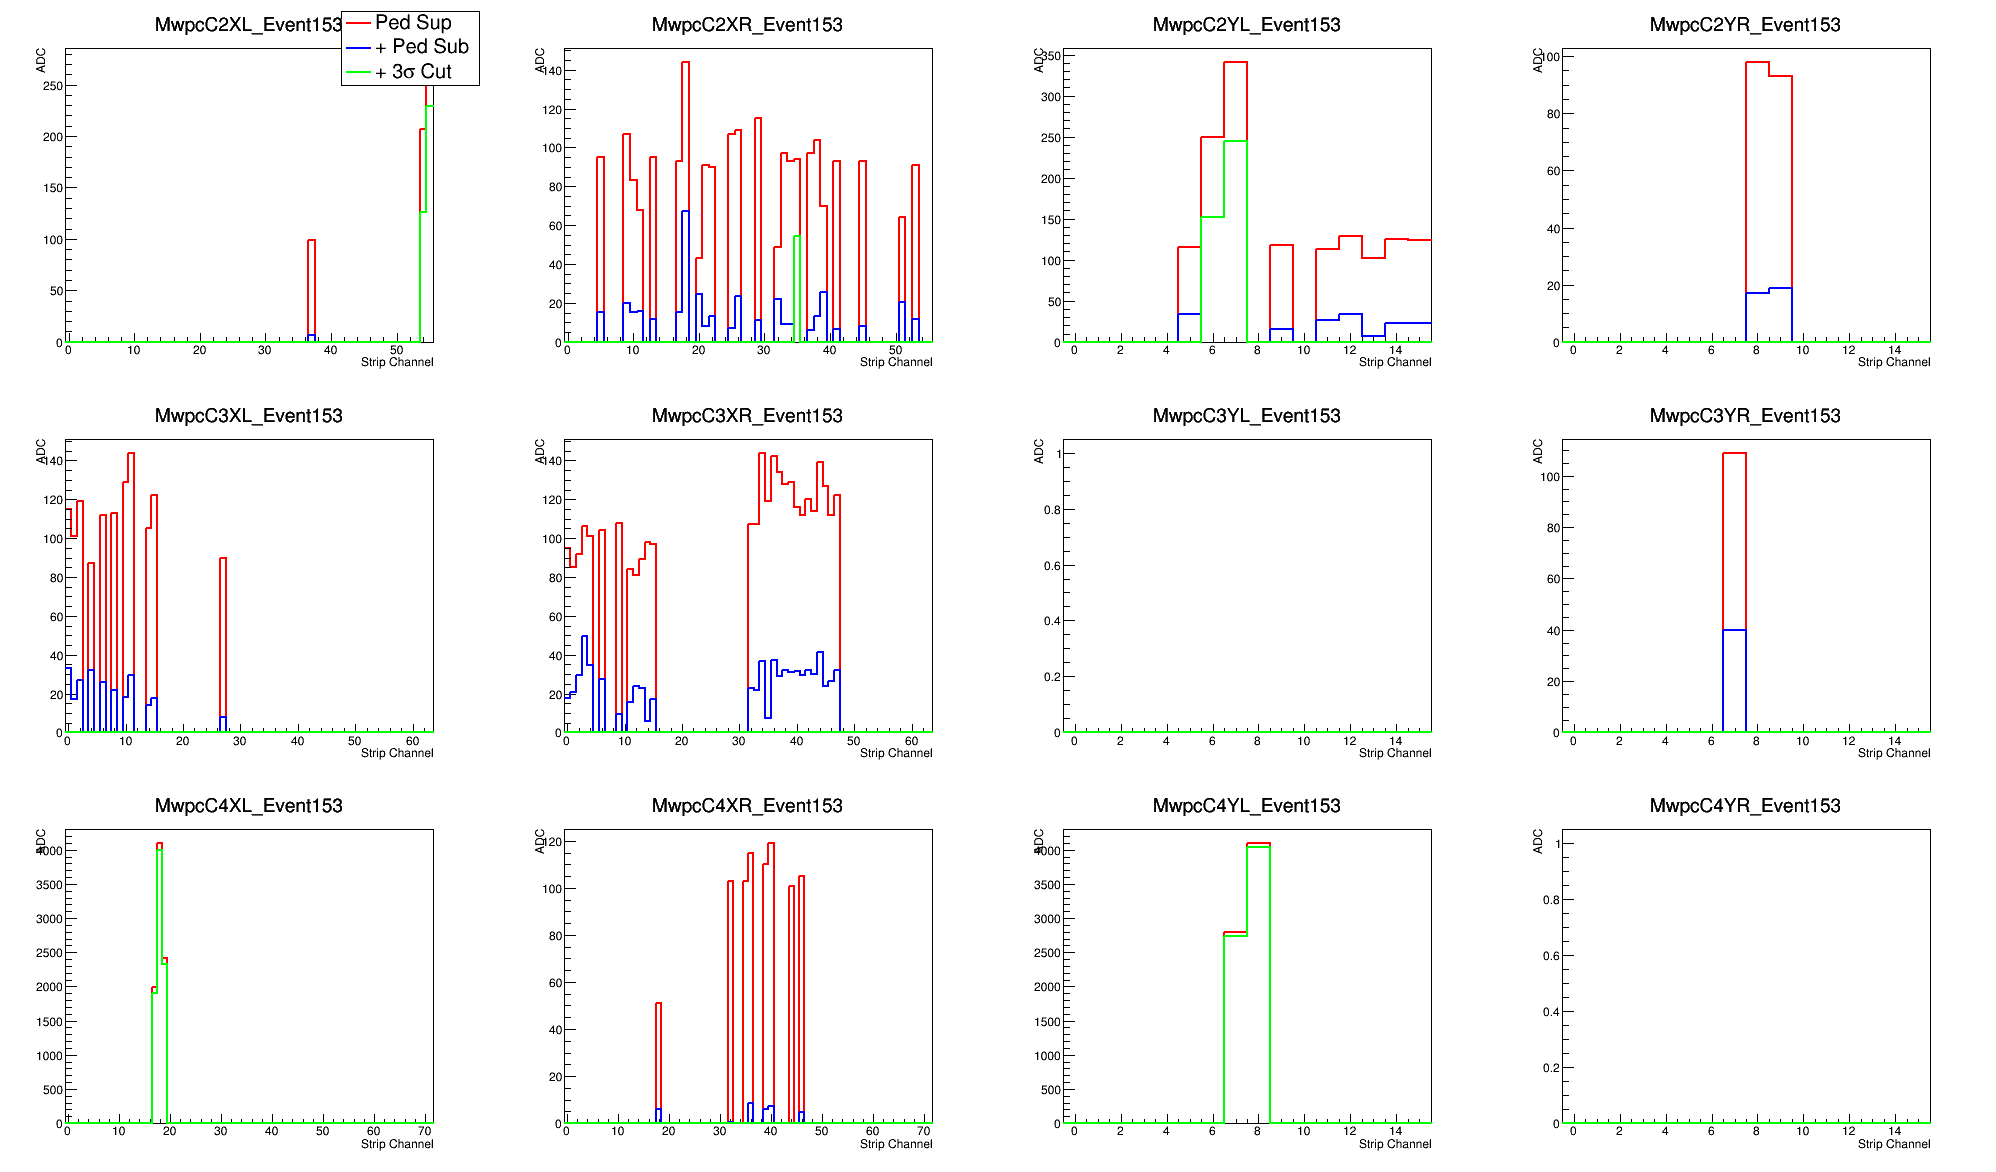 MwpcC2XL_Event153
Ped Sup
+ Ped Sub
+ 3σ Cut
ADC
250
200
150
100
50
0
0 10 20 30 40 50
Strip Channel
MwpcC2XR_Event153
ADC
140
120
100
80
60
40
20
0
0 10 20 30 40 50
Strip Channel
MwpcC2YL_Event153
ADC
350
300
250
200
150
100
50
0
0 2 4 6 8 10 12 14
Strip Channel
MwpcC2YR_Event153
ADC
100
80
60
40
20
0
0 2 4 6 8 10 12 14
Strip Channel
MwpcC3XL_Event153
ADC
140
120
100
80
60
40
20
0
0 10 20 30 40 50 60
Strip Channel
MwpcC3XR_Event153
ADC
140
120
100
80
60
40
20
0
0 10 20 30 40 50 60
Strip Channel
MwpcC3YL_Event153
ADC
1
0.8
0.6
0.4
0.2
0
0 2 4 6 8 10 12 14
Strip Channel
MwpcC3YR_Event153
ADC
100
80
60
40
20
0
0 2 4 6 8 10 12 14
Strip Channel
MwpcC4XL_Event153
ADC
4000
3500
3000
2500
2000
1500
1000
500
0
0 10 20 30 40 50 60 70
Strip Channel
MwpcC4XR_Event153
ADC
120
100
80
60
40
20
0
0 10 20 30 40 50 60 70
Strip Channel
MwpcC4YL_Event153
ADC
4000
3500
3000
2500
2000
1500
1000
500
0
0 2 4 6 8 10 12 14
Strip Channel
MwpcC4YR_Event153
ADC
1
0.8
0.6
0.4
0.2
0
0 2 4 6 8 10 12 14
Strip Channel